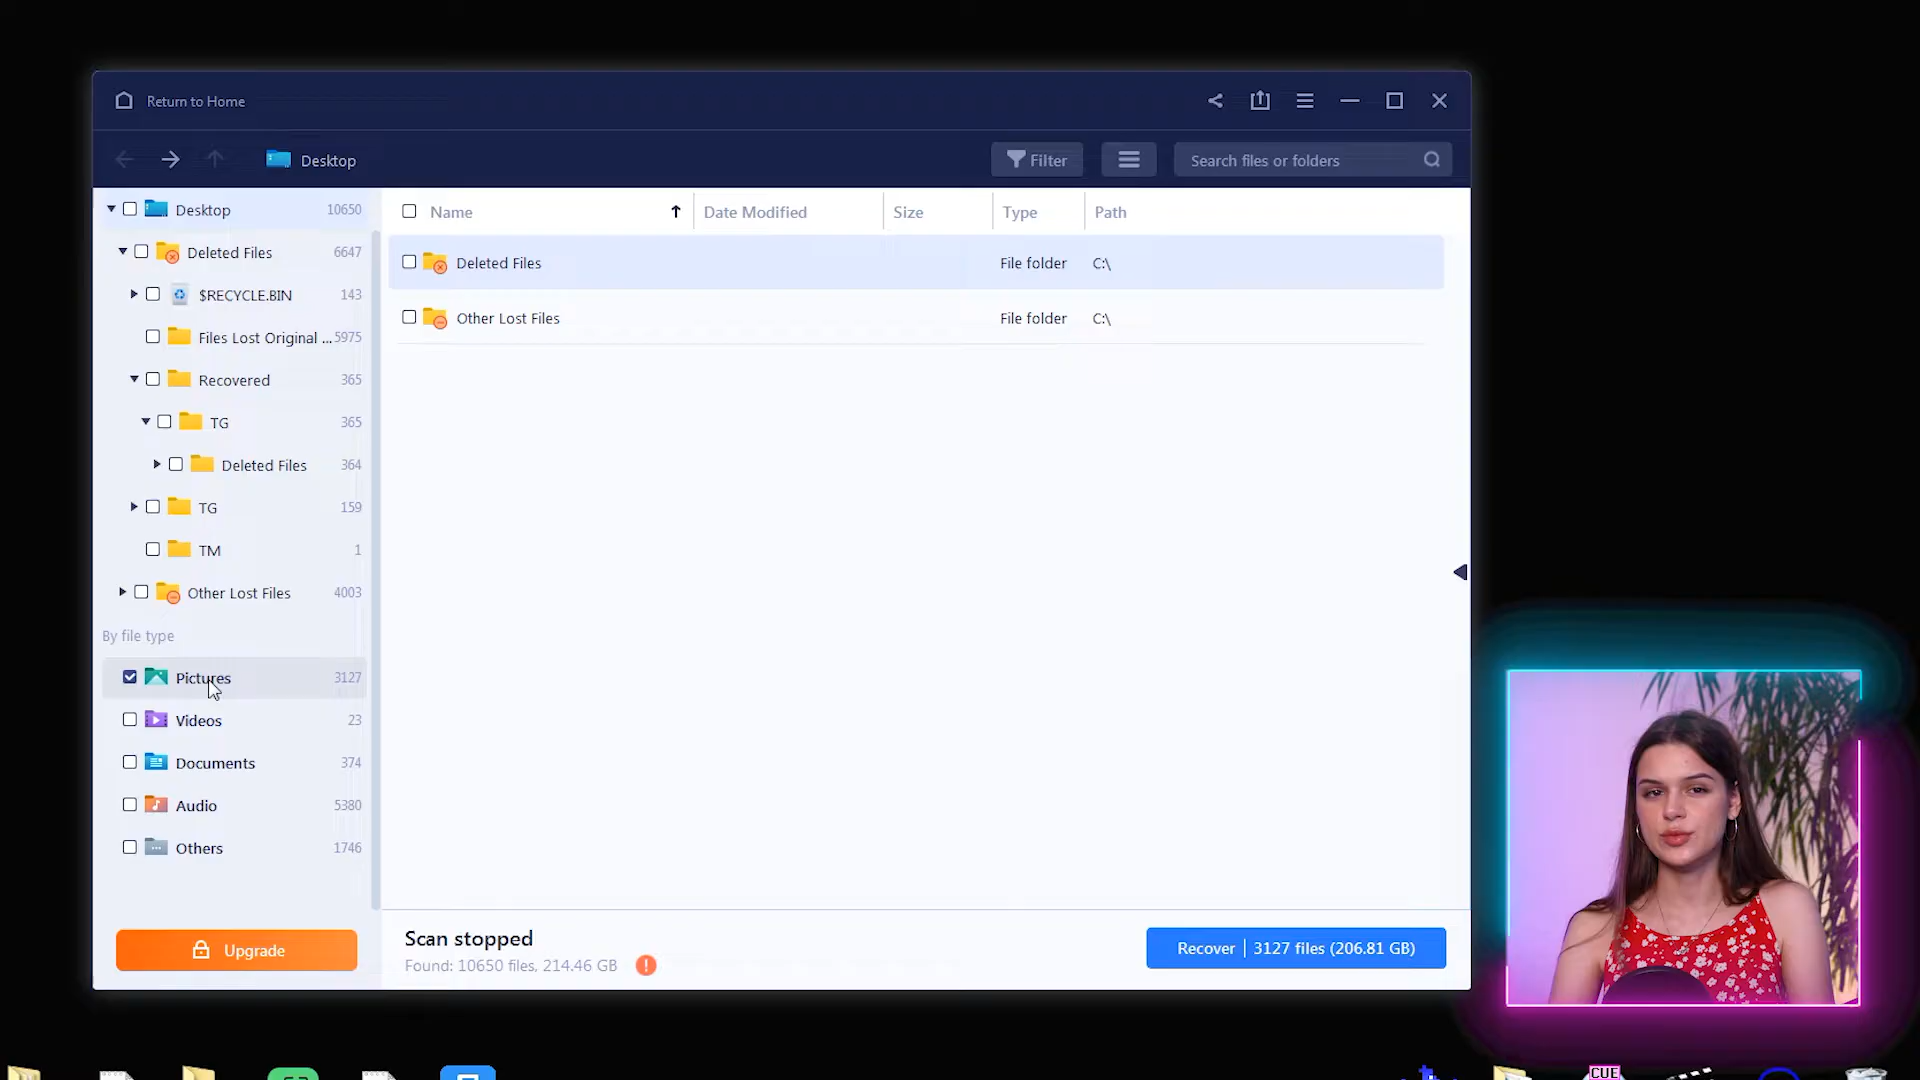 Return to Home
Desktop
Filter
Search files or folders
Desktop 10650
Deleted Files 6647
$RECYCLE.BIN 143
Files Lost Original ... 5975
Recovered 365
TG 365
Deleted Files 364
TG 159
TM 1
Other Lost Files 4003
By file type
Pictures 3127
Videos 23
Documents 374
Audio 5380
Others 1746
Upgrade
Name Date Modified Size Type Path
Deleted Files File folder C:\
Other Lost Files File folder C:\
Scan stopped
Found: 10650 files, 214.46 GB
Recover | 3127 files (206.81 GB)
CUE